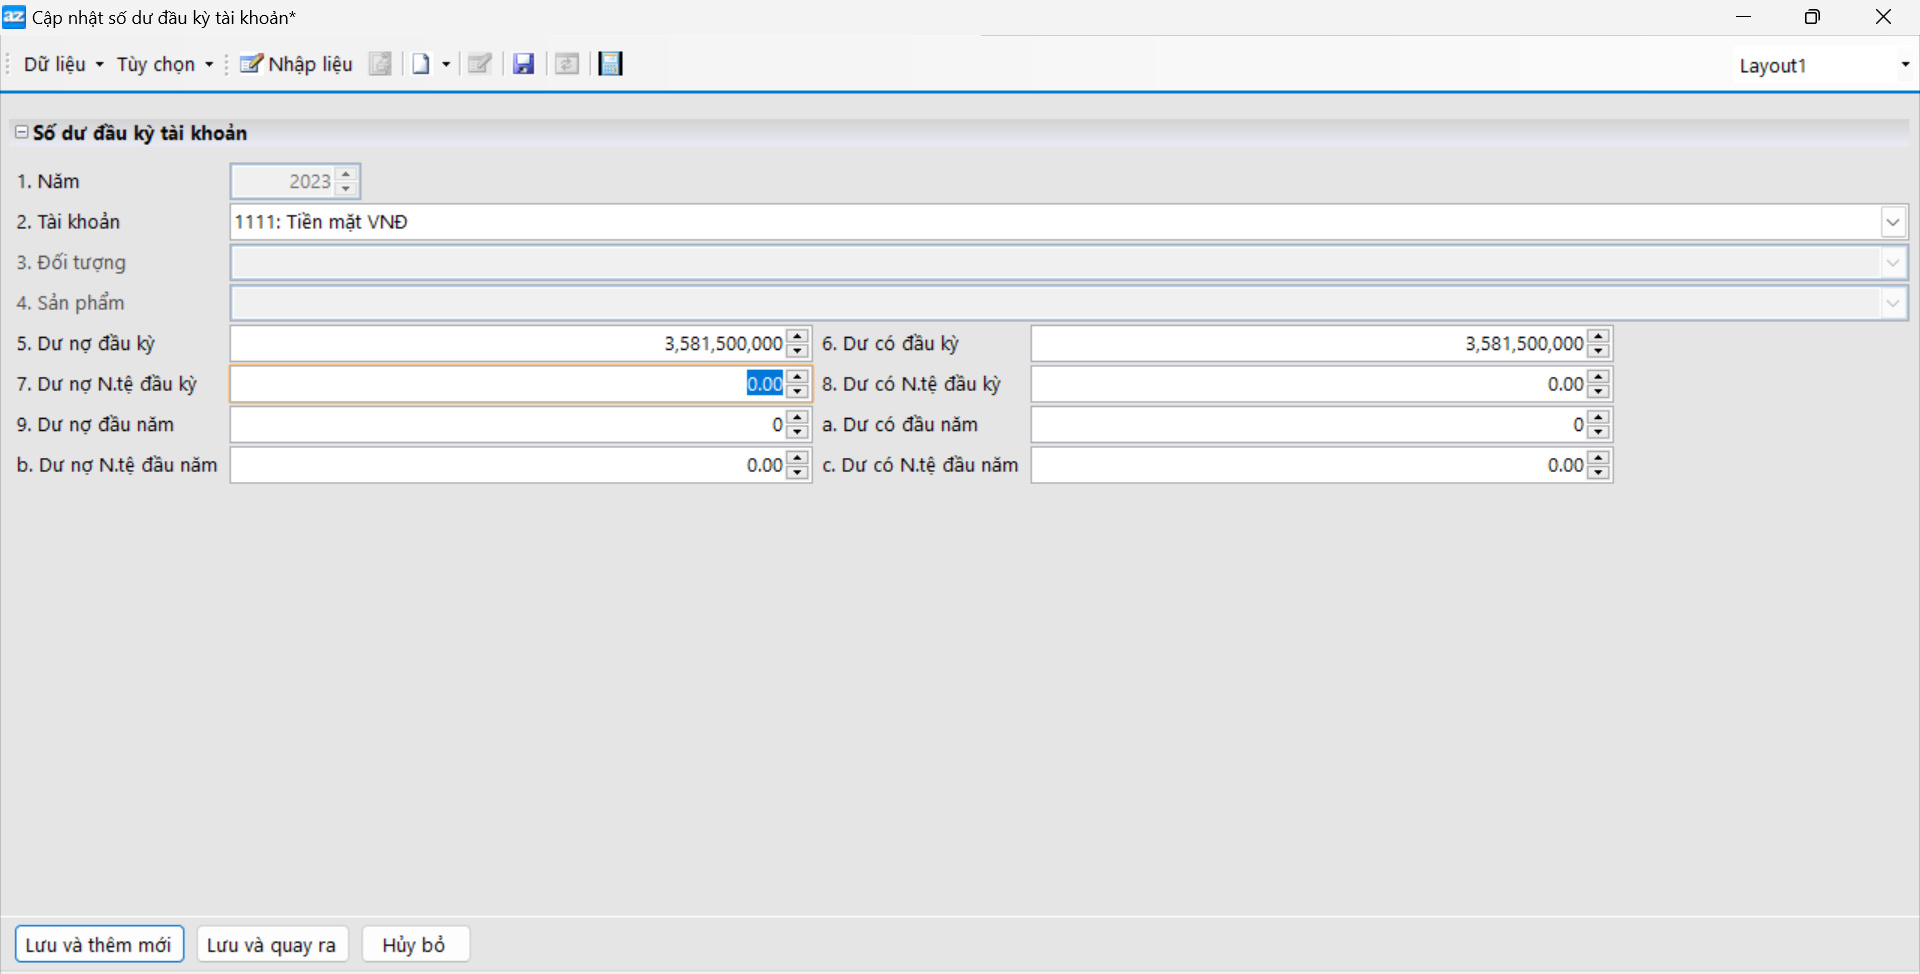 az Cập nhật số dư đầu kỳ tài khoản*
Dữ liệu Tùy chọn Nhập liệu Layout1
Số dư đầu kỳ tài khoản
1. Năm 2023
2. Tài khoản 1111: Tiền mặt VNĐ
3. Đối tượng
4. Sản phẩm
5. Dư nợ đầu kỳ 3,581,500,000 6. Dư có đầu kỳ 3,581,500,000
7. Dư nợ N.tệ đầu kỳ 0.00 8. Dư có N.tệ đầu kỳ 0.00
9. Dư nợ đầu năm 0 a. Dư có đầu năm 0
b. Dư nợ N.tệ đầu năm 0.00 c. Dư có N.tệ đầu năm 0.00
Lưu và thêm mới Lưu và quay ra Hủy bỏ